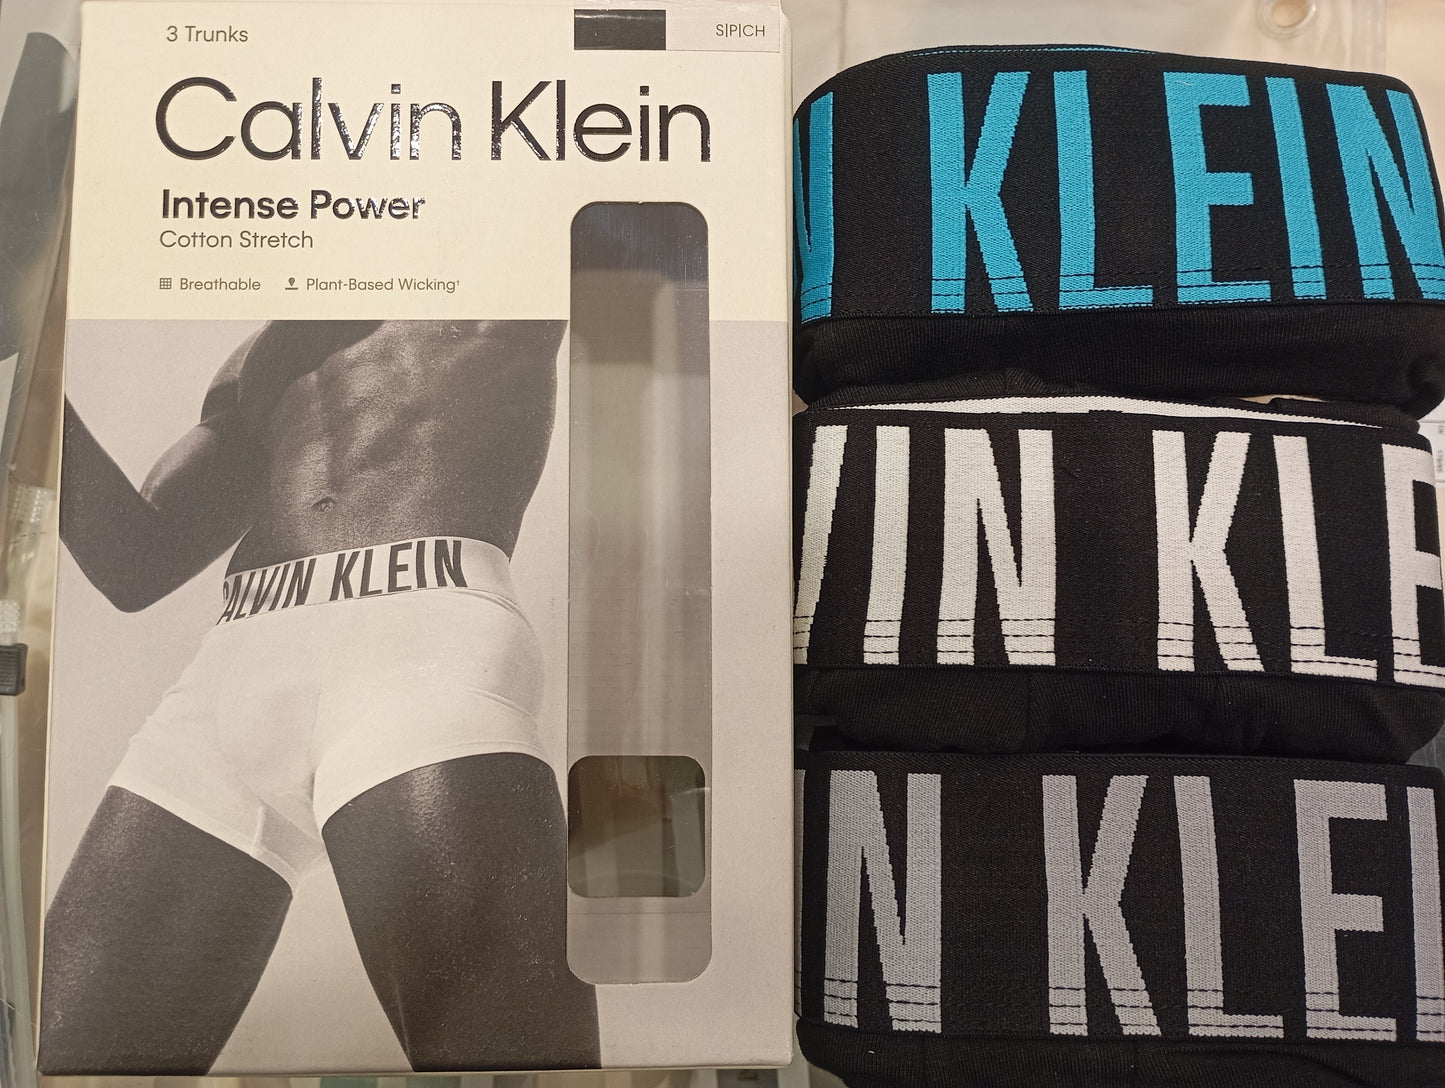 3 Trunks
S|P|CH
Calvin Klein
Intense Power
Cotton Stretch
Breathable
Plant-Based Wicking†
CALVIN KLEIN
N KLEIN
VIN KLE
IN KLEI